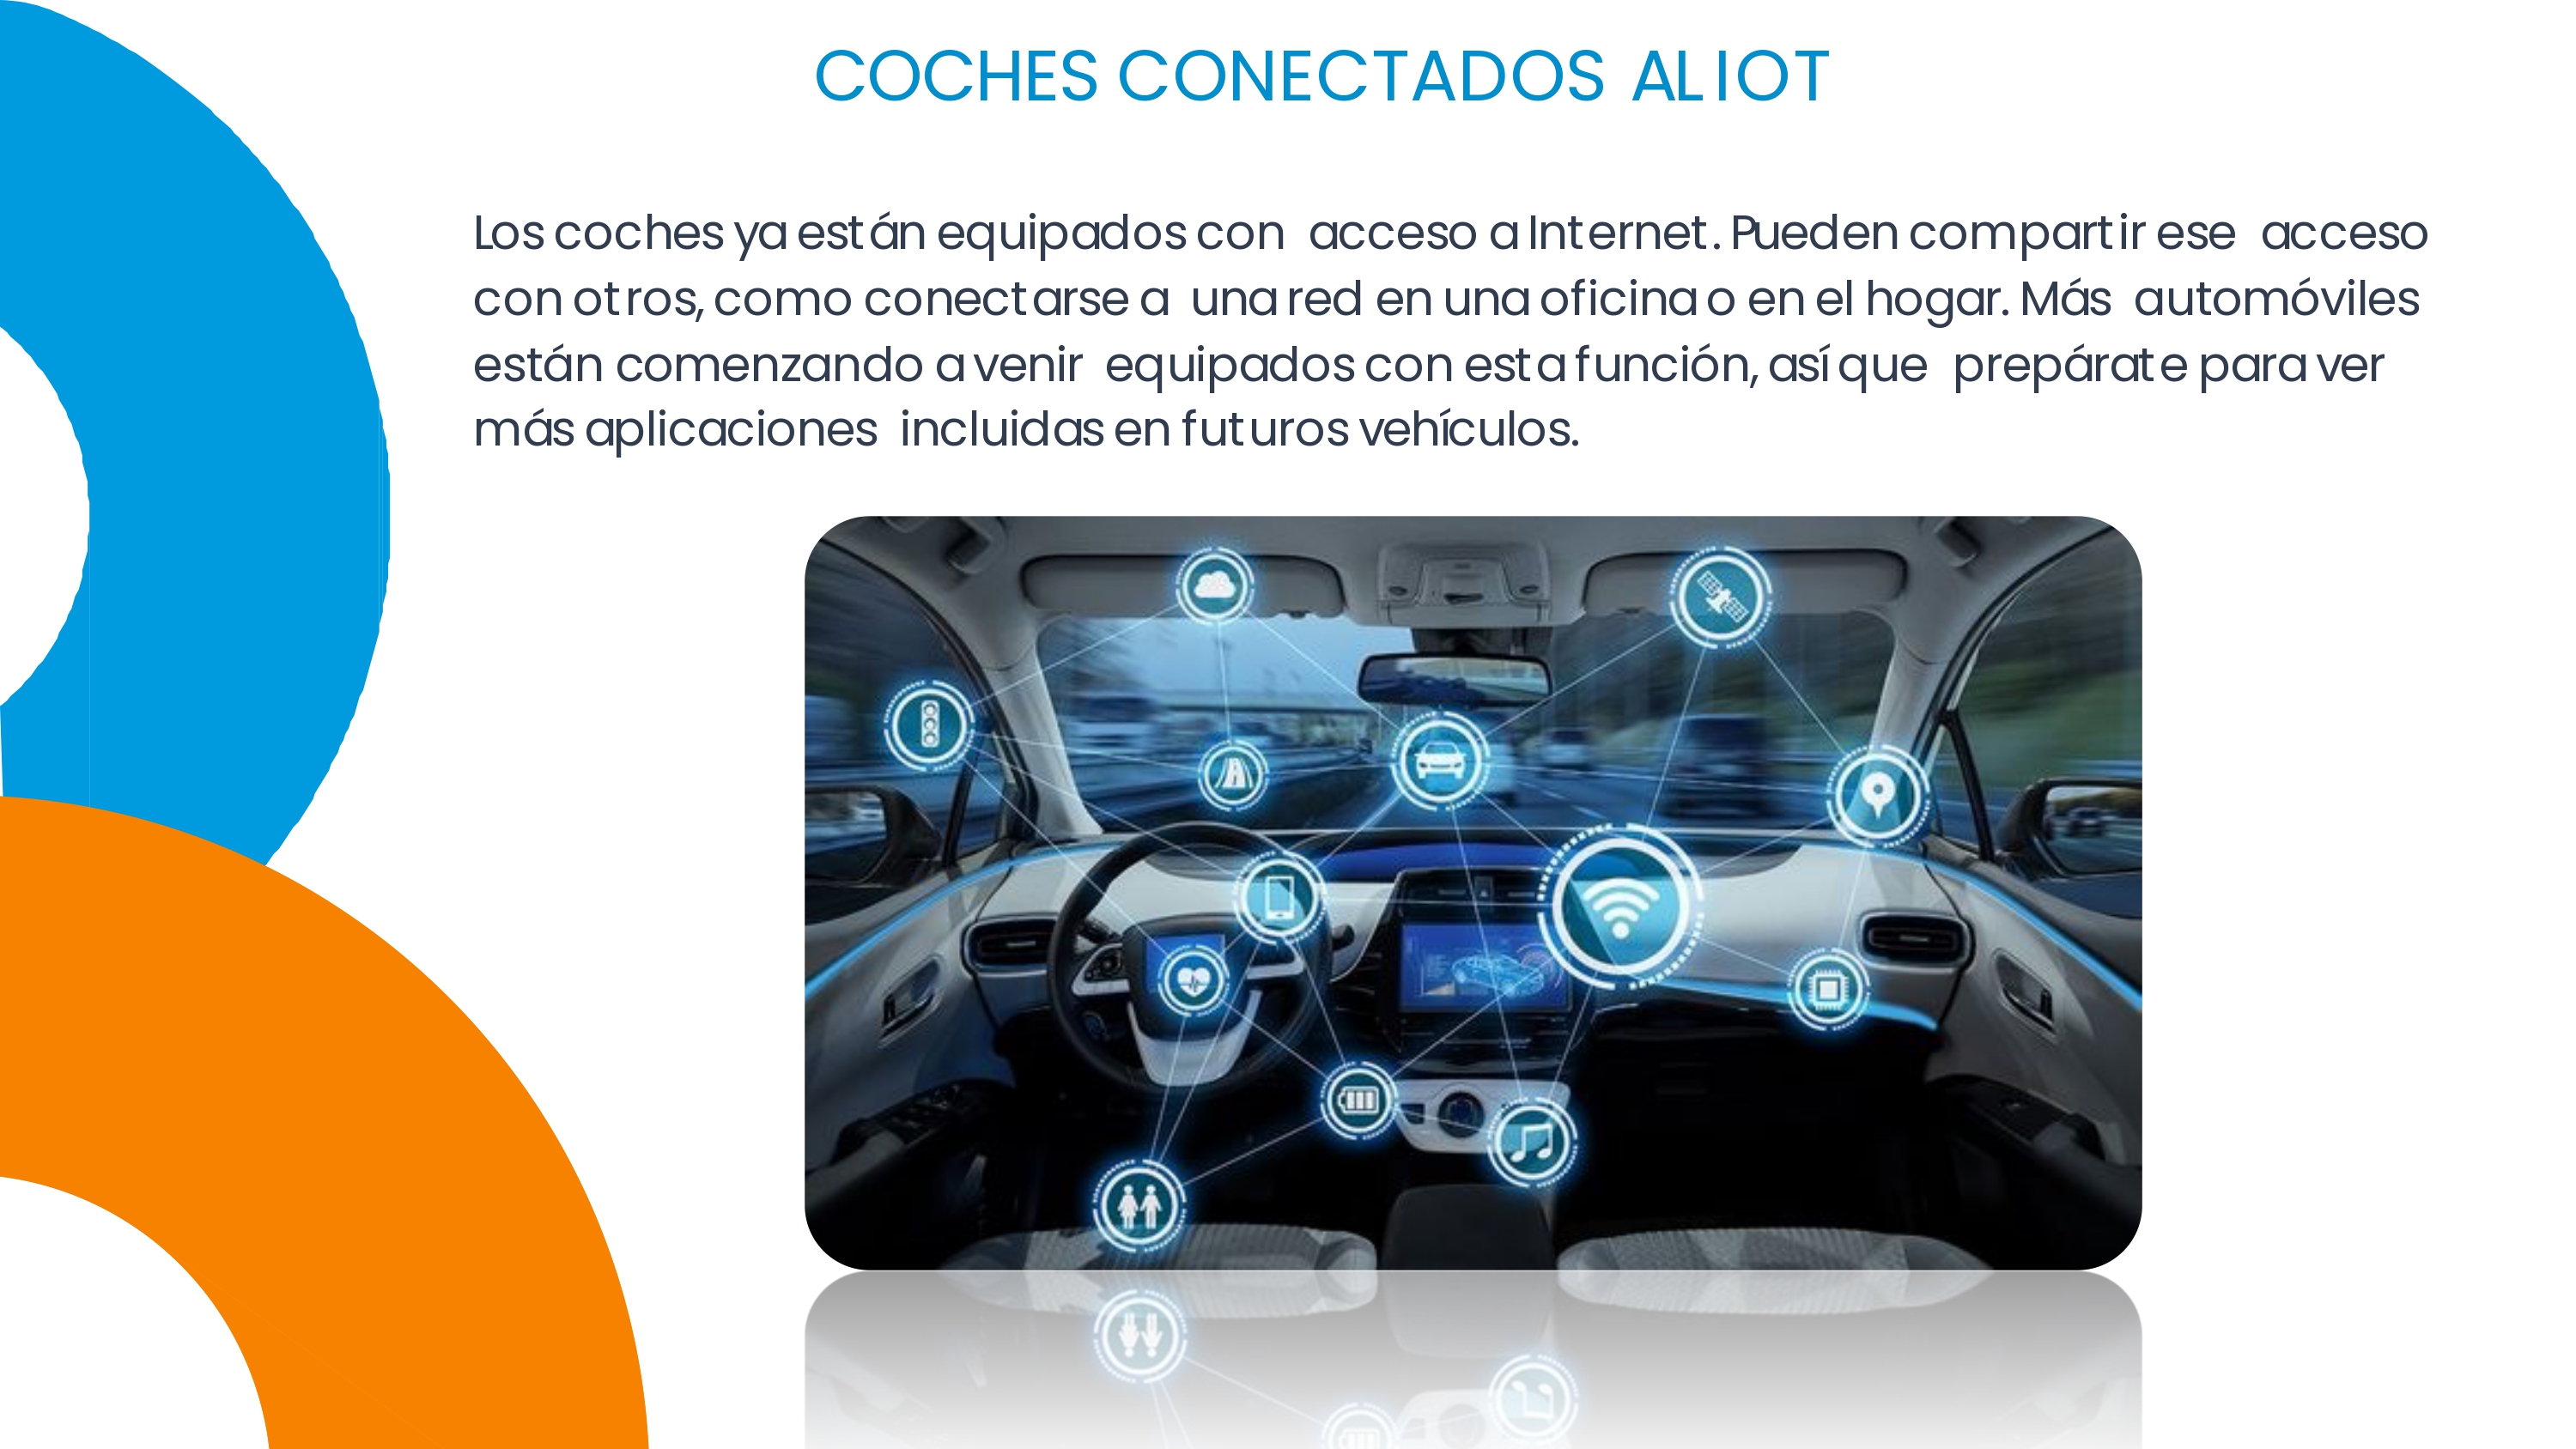 COCHES CONECTADOS AL IOT
Los coches ya están equipados con acceso a Internet. Pueden compartir ese acceso
con otros, como conectarse a una red en una oficina o en el hogar. Más automóviles
están comenzando a venir equipados con esta función, así que prepárate para ver
más aplicaciones incluidas en futuros vehículos.